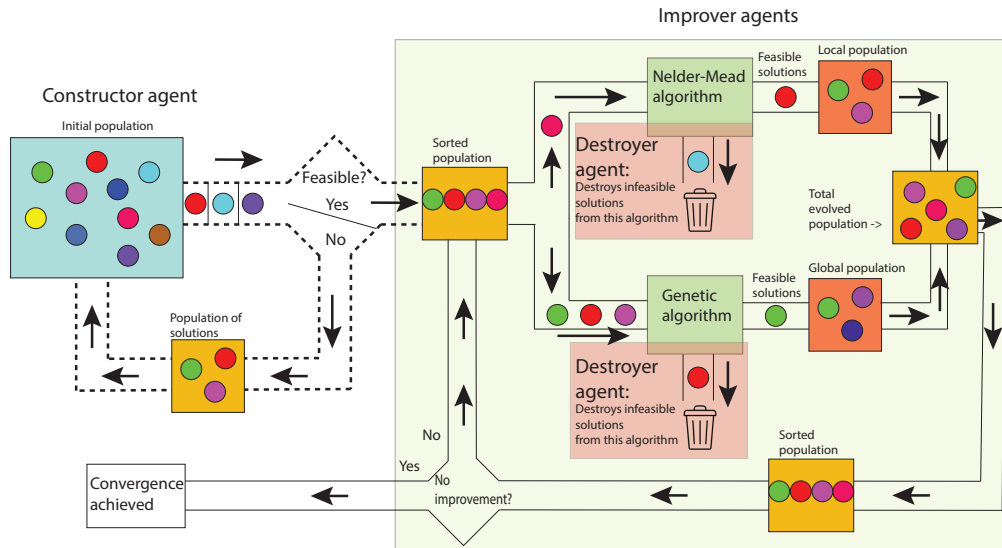 Improver agents
Constructor agent
Initial population
Feasible?
Yes
No
Population of
solutions
Sorted
population
Nelder-Mead
algorithm
Feasible
solutions
Local population
Destroyer
agent:
Destroys infeasible
solutions
from this algorithm
Total
evolved
population ->
Genetic
algorithm
Feasible
solutions
Global population
Destroyer
agent:
Destroys infeasible
solutions
from this algorithm
Sorted
population
No
Yes
No
improvement?
Convergence
achieved